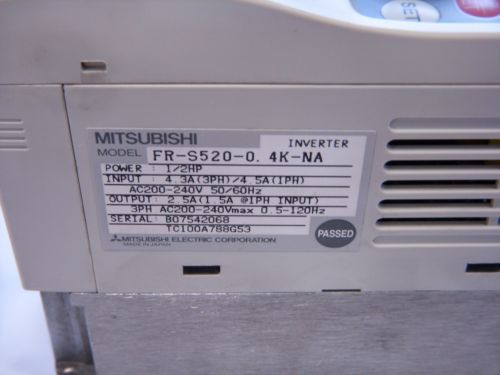 SET
MITSUBISHI
INVERTER
MODEL FR-S520-0.4K-NA
POWER : 1/2HP
INPUT : 4.3A(3PH)/4.5A(1PH)
AC200-240V 50/60Hz
OUTPUT: 2.5A(1.5A @1PH INPUT)
3PH AC200-240Vmax 0.5-120Hz
SERIAL: B07542068
TC100A788G53
PASSED
MITSUBISHI ELECTRIC CORPORATION
MADE IN JAPAN